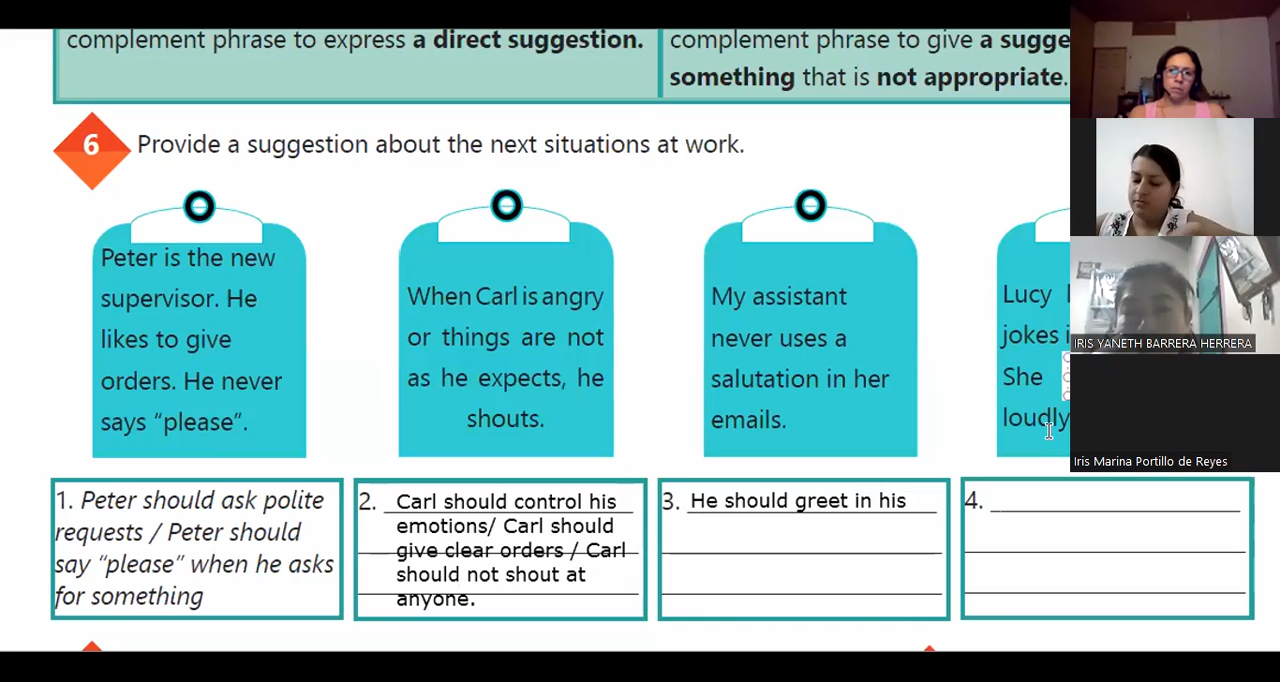 complement phrase to express a direct suggestion.
complement phrase to give a sugge
something that is not appropriate.
6
Provide a suggestion about the next situations at work.
Peter is the new
supervisor. He
likes to give
orders. He never
says “please”.
When Carl is angry
or things are not
as he expects, he
shouts.
My assistant
never uses a
salutation in her
emails.
Lucy
jokes
She
loudly
1. Peter should ask polite
requests / Peter should
say “please” when he asks
for something
2. Carl should control his
emotions/ Carl should
give clear orders / Carl
should not shout at
anyone.
3. He should greet in his
4.
IRIS YANETH BARRERA HERRERA
Iris Marina Portillo de Reyes